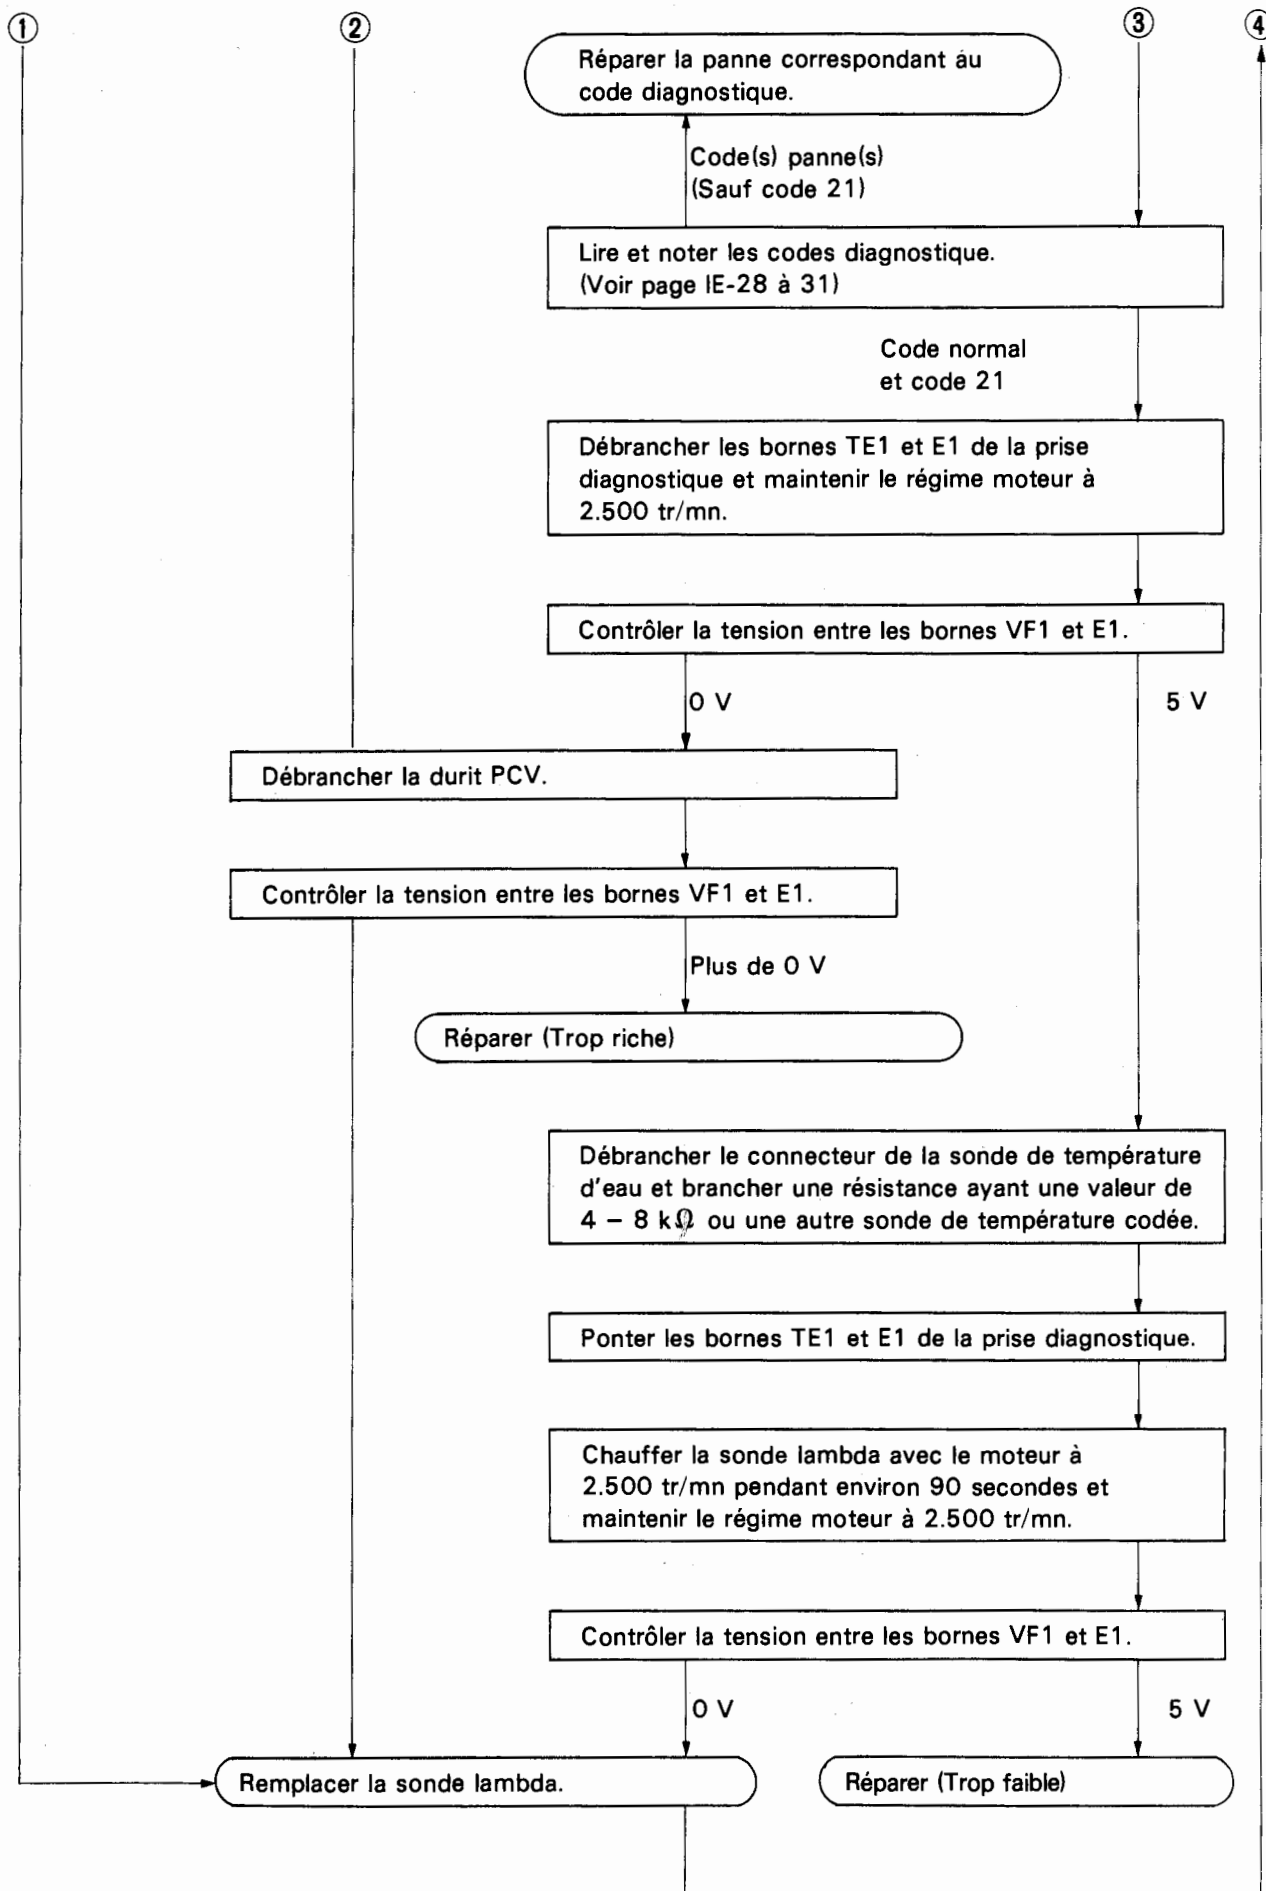 ① ② ③ ④
Réparer la panne correspondant au
code diagnostique.
Code(s) panne(s)
(Sauf code 21)
Lire et noter les codes diagnostique.
(Voir page IE-28 à 31)
Code normal
et code 21
Débrancher les bornes TE1 et E1 de la prise
diagnostique et maintenir le régime moteur à
2.500 tr/mn.
Contrôler la tension entre les bornes VF1 et E1.
0 V
5 V
Débrancher la durit PCV.
Contrôler la tension entre les bornes VF1 et E1.
Plus de 0 V
Réparer (Trop riche)
Débrancher le connecteur de la sonde de température
d'eau et brancher une résistance ayant une valeur de
4 – 8 kΩ ou une autre sonde de température codée.
Ponter les bornes TE1 et E1 de la prise diagnostique.
Chauffer la sonde lambda avec le moteur à
2.500 tr/mn pendant environ 90 secondes et
maintenir le régime moteur à 2.500 tr/mn.
Contrôler la tension entre les bornes VF1 et E1.
0 V
5 V
Remplacer la sonde lambda.
Réparer (Trop faible)